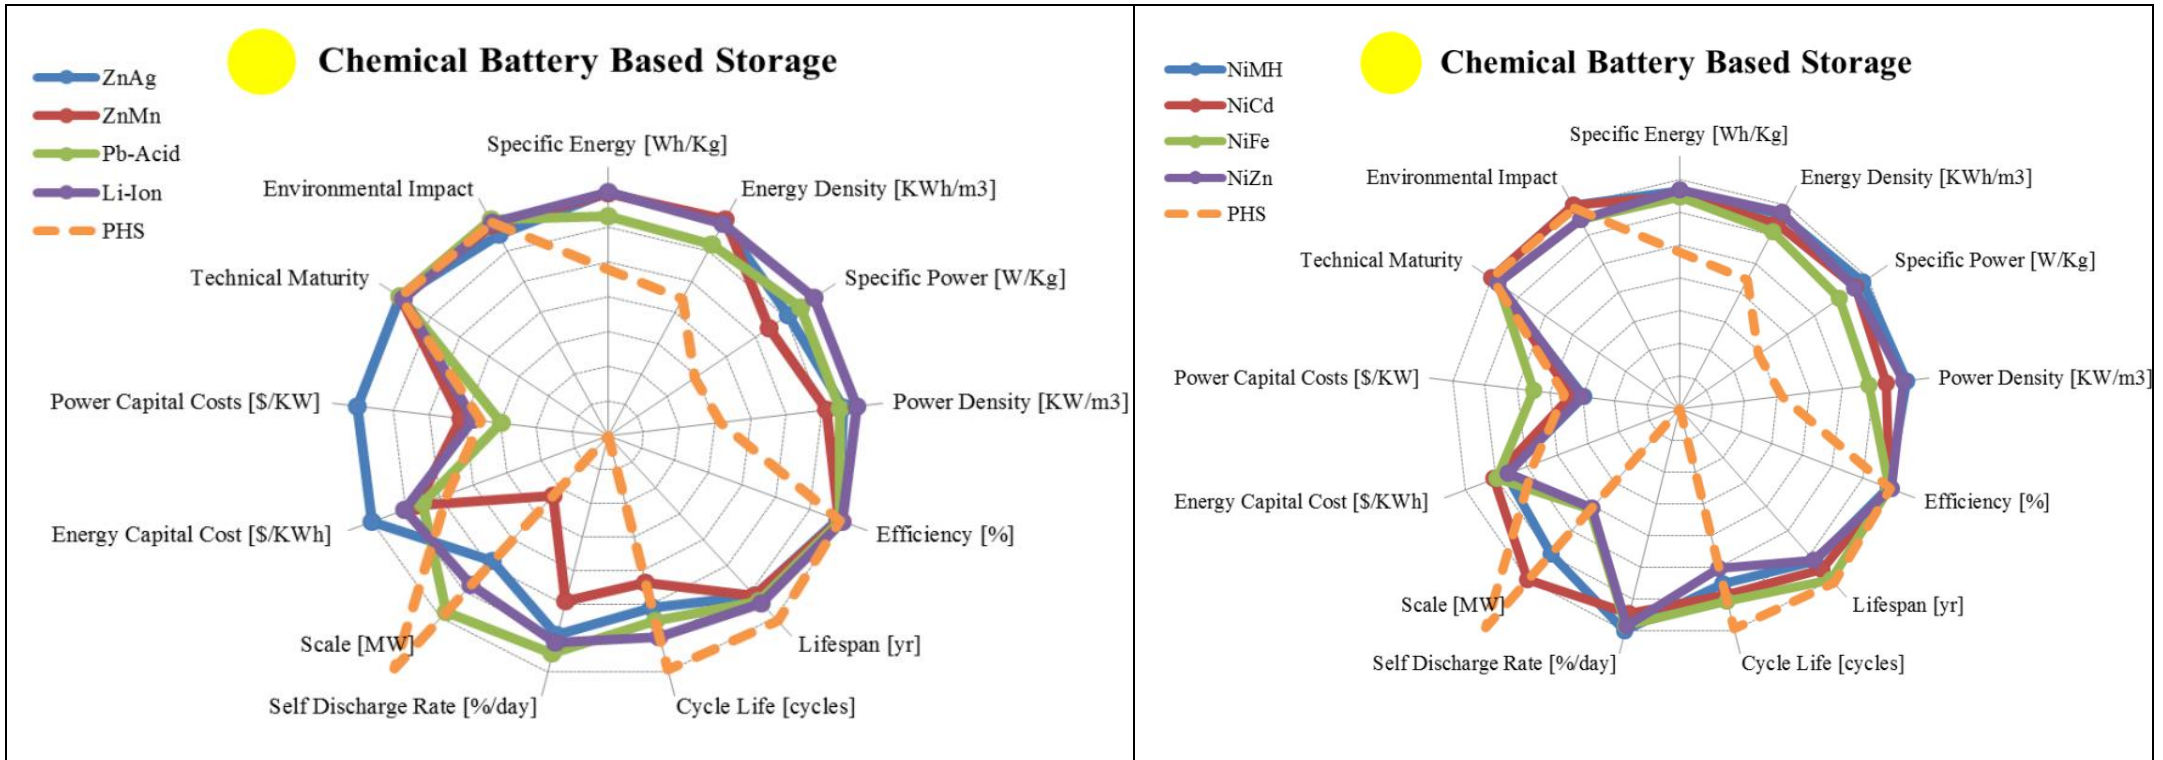 Chemical Battery Based Storage
ZnAg
ZnMn
Pb-Acid
Li-Ion
PHS
Specific Energy [Wh/Kg]
Energy Density [KWh/m3]
Specific Power [W/Kg]
Power Density [KW/m3]
Efficiency [%]
Lifespan [yr]
Cycle Life [cycles]
Self Discharge Rate [%/day]
Scale [MW]
Energy Capital Cost [$/KWh]
Power Capital Costs [$/KW]
Technical Maturity
Environmental Impact
Chemical Battery Based Storage
NiMH
NiCd
NiFe
NiZn
PHS
Specific Energy [Wh/Kg]
Energy Density [KWh/m3]
Specific Power [W/Kg]
Power Density [KW/m3]
Efficiency [%]
Lifespan [yr]
Cycle Life [cycles]
Self Discharge Rate [%/day]
Scale [MW]
Energy Capital Cost [$/KWh]
Power Capital Costs [$/KW]
Technical Maturity
Environmental Impact